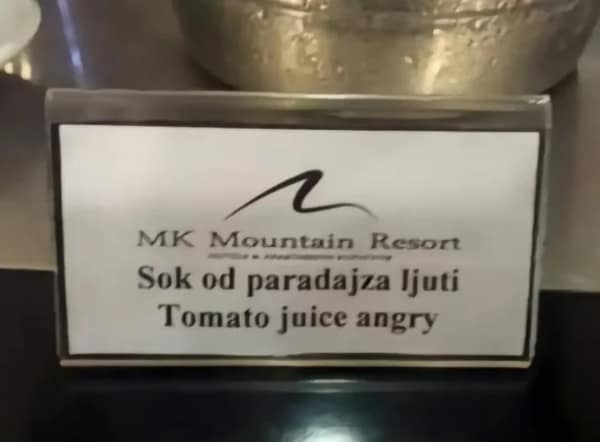 MK Mountain Resort
Sok od paradajza ljuti
Tomato juice angry